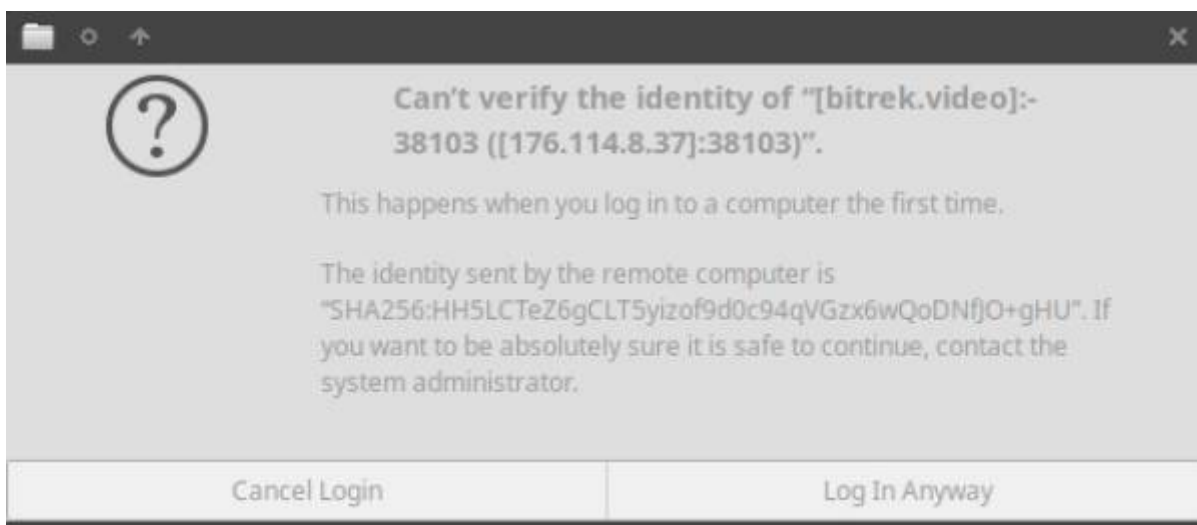 Can't verify the identity of “[bitrek.video]:-
38103 ([176.114.8.37]:38103)”.
This happens when you log in to a computer the first time.
The identity sent by the remote computer is
“SHA256:HH5LCTeZ6gCLT5yizof9d0c94qVGzx6wQoDNfJO+gHU”. If
you want to be absolutely sure it is safe to continue, contact the
system administrator.
Cancel Login
Log In Anyway